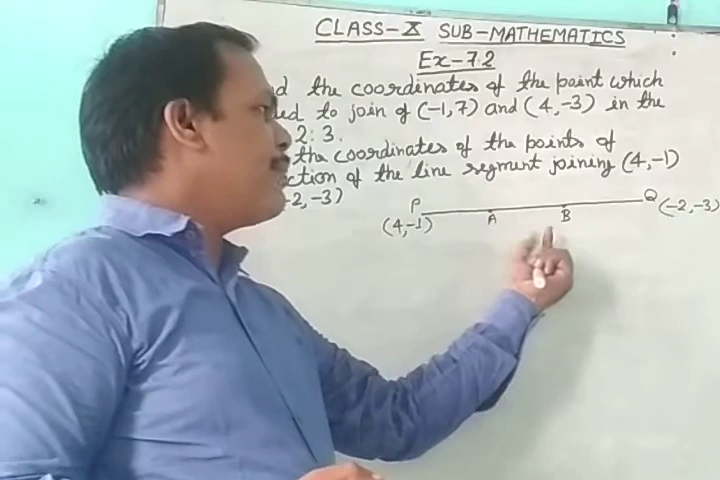 CLASS-X SUB-MATHEMATICS
Ex-7.2
d the coordinates of the point which
ded to join of (-1,7) and (4,-3) in the
2:3.
the coordinates of the points of
ction of the line segment joining (4,-1)
-2,-3)
P Q (-2,-3)
(4,-1) A B